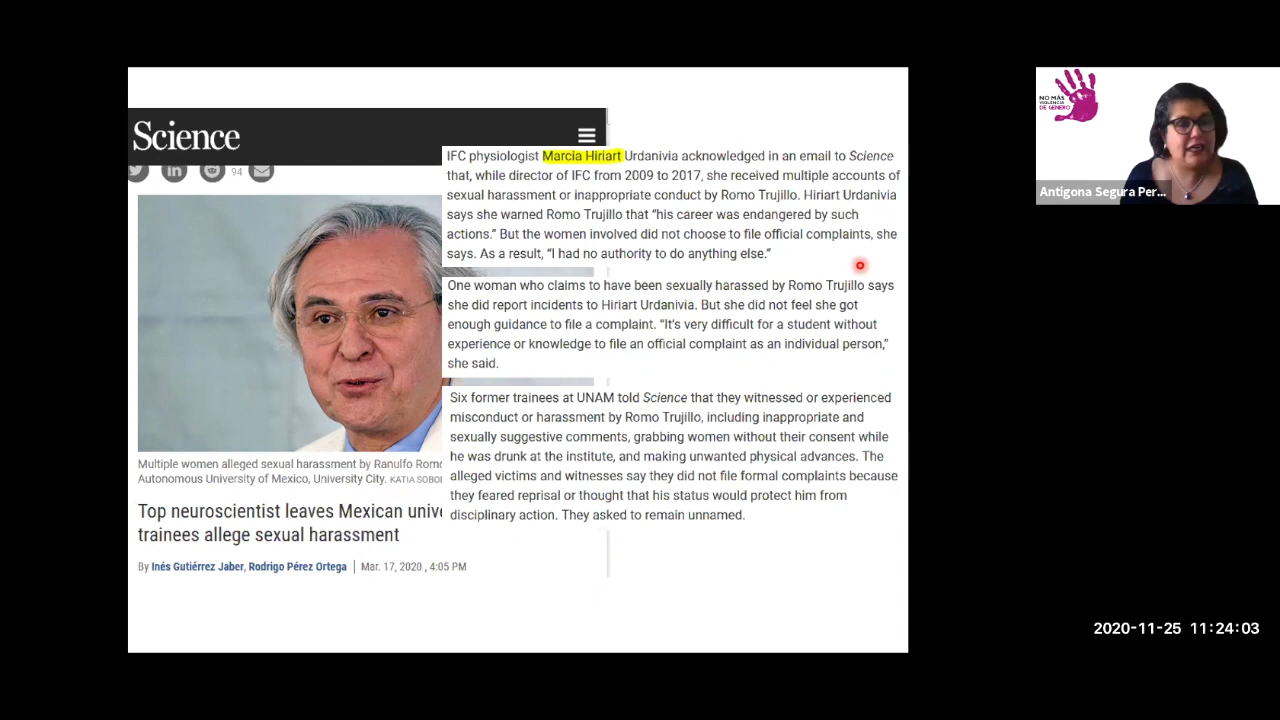 Science
94
IFC physiologist Marcia Hiriart Urdanivia acknowledged in an email to Science
that, while director of IFC from 2009 to 2017, she received multiple accounts of
sexual harassment or inappropriate conduct by Romo Trujillo. Hiriart Urdanivia
says she warned Romo Trujillo that “his career was endangered by such
actions.” But the women involved did not choose to file official complaints, she
says. As a result, “I had no authority to do anything else.”
One woman who claims to have been sexually harassed by Romo Trujillo says
she did report incidents to Hiriart Urdanivia. But she did not feel she got
enough guidance to file a complaint. “It's very difficult for a student without
experience or knowledge to file an official complaint as an individual person,”
she said.
Six former trainees at UNAM told Science that they witnessed or experienced
misconduct or harassment by Romo Trujillo, including inappropriate and
sexually suggestive comments, grabbing women without their consent while
he was drunk at the institute, and making unwanted physical advances. The
alleged victims and witnesses say they did not file formal complaints because
they feared reprisal or thought that his status would protect him from
disciplinary action. They asked to remain unnamed.
Multiple women alleged sexual harassment by Ranulfo Romo
Autonomous University of Mexico, University City. KATIA SOBOL
Top neuroscientist leaves Mexican unive
trainees allege sexual harassment
By Inés Gutiérrez Jaber, Rodrigo Pérez Ortega | Mar. 17, 2020 , 4:05 PM
NO MÁS
VIOLENCIA
DE GÉNERO
Antígona Segura Per...
2020-11-25 11:24:03